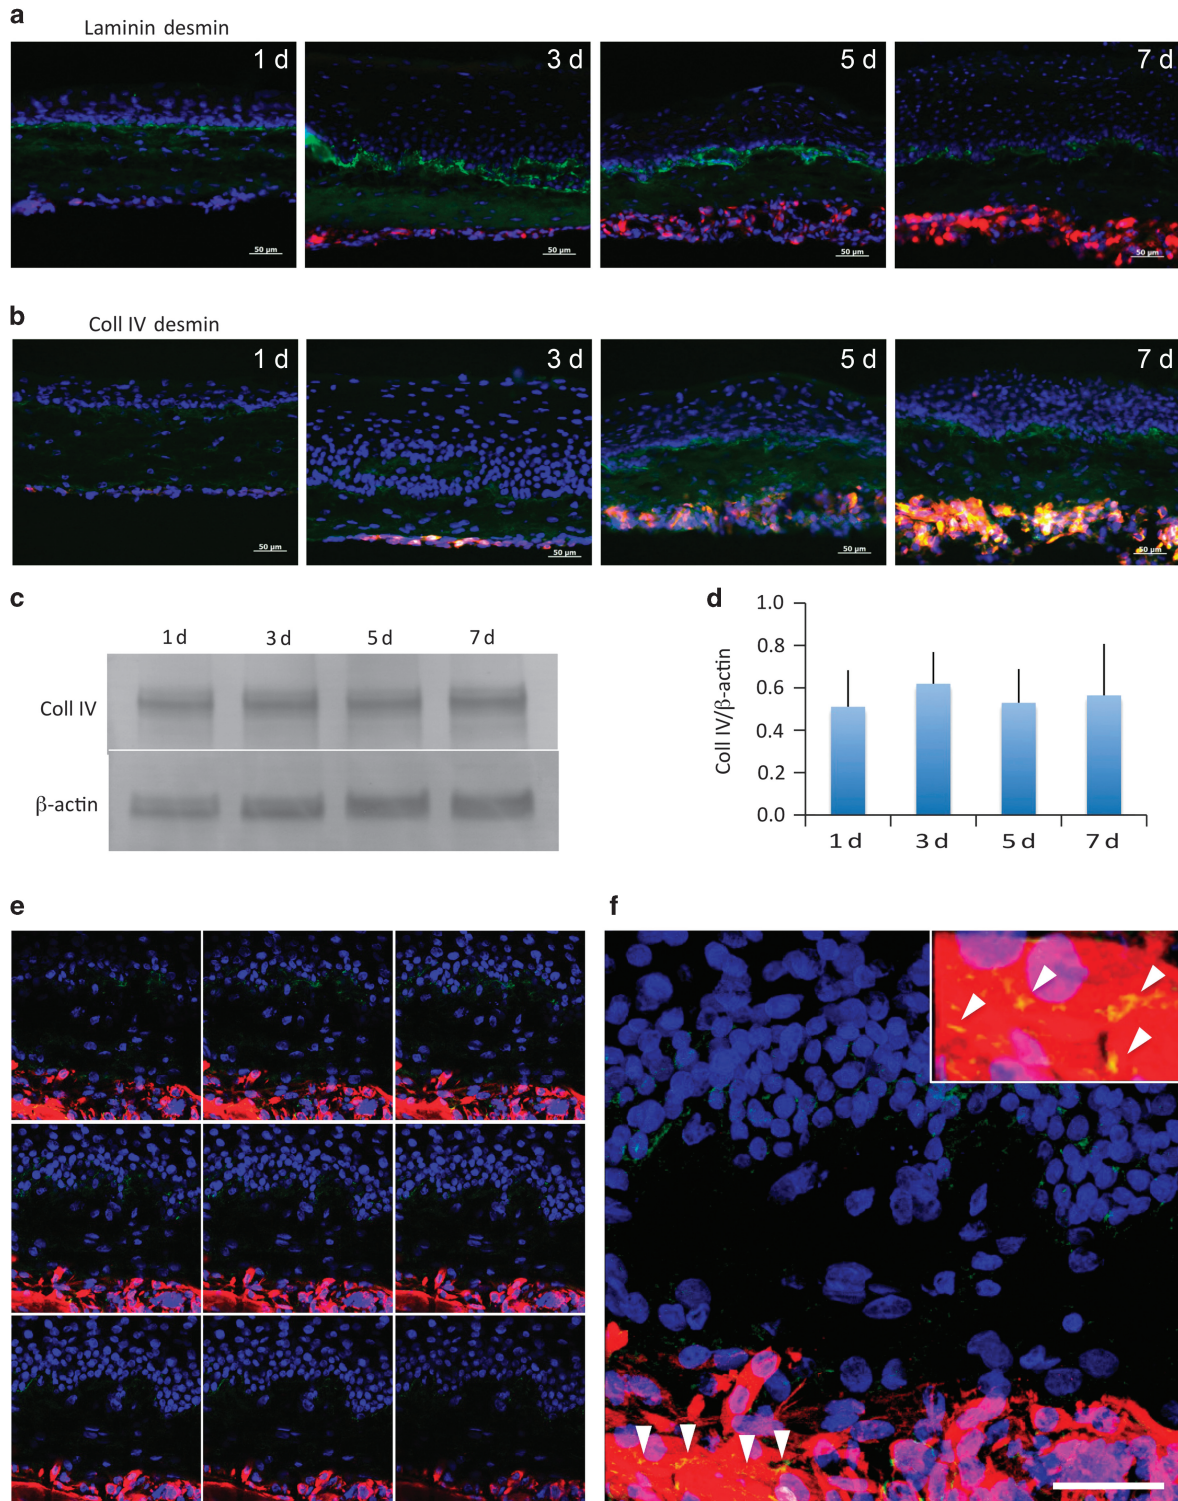 a
Laminin desmin
1 d
3 d
5 d
7 d
50 µm
50 µm
50 µm
50 µm
b
Coll IV desmin
1 d
3 d
5 d
7 d
50 µm
50 µm
50 µm
50 µm
c
1 d
3 d
5 d
7 d
Coll IV
β-actin
d
Coll IV/β-actin
1.0
0.8
0.6
0.4
0.2
0.0
1 d
3 d
5 d
7 d
e
f